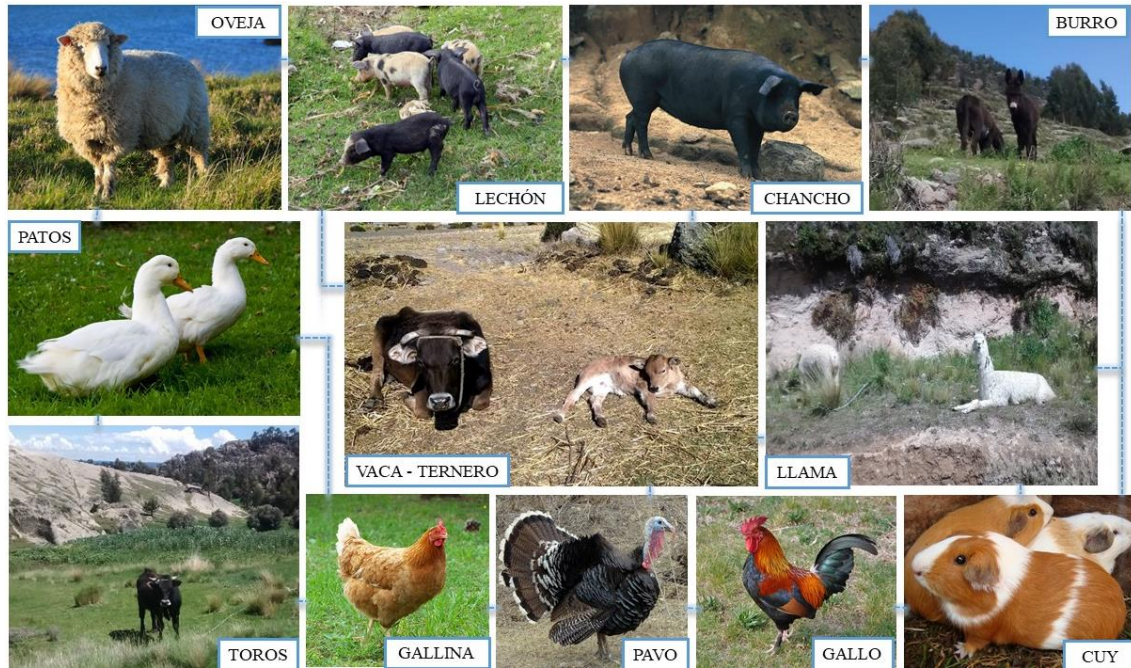 OVEJA
LECHÓN
CHANCHO
BURRO
PATOS
VACA - TERNERO
LLAMA
TOROS
GALLINA
PAVO
GALLO
CUY